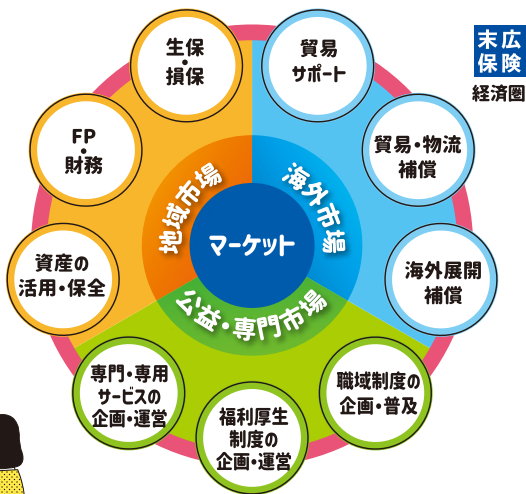 末広
保険
経済圏
生保
・
損保
貿易
サポート
FP
・
財務
貿易・物流
補償
資産の
活用・保全
海外展開
補償
地域市場
海外市場
マーケット
公益・専門市場
専門・専用
サービスの
企画・運営
福利厚生
制度の
企画・運営
職域制度の
企画・普及